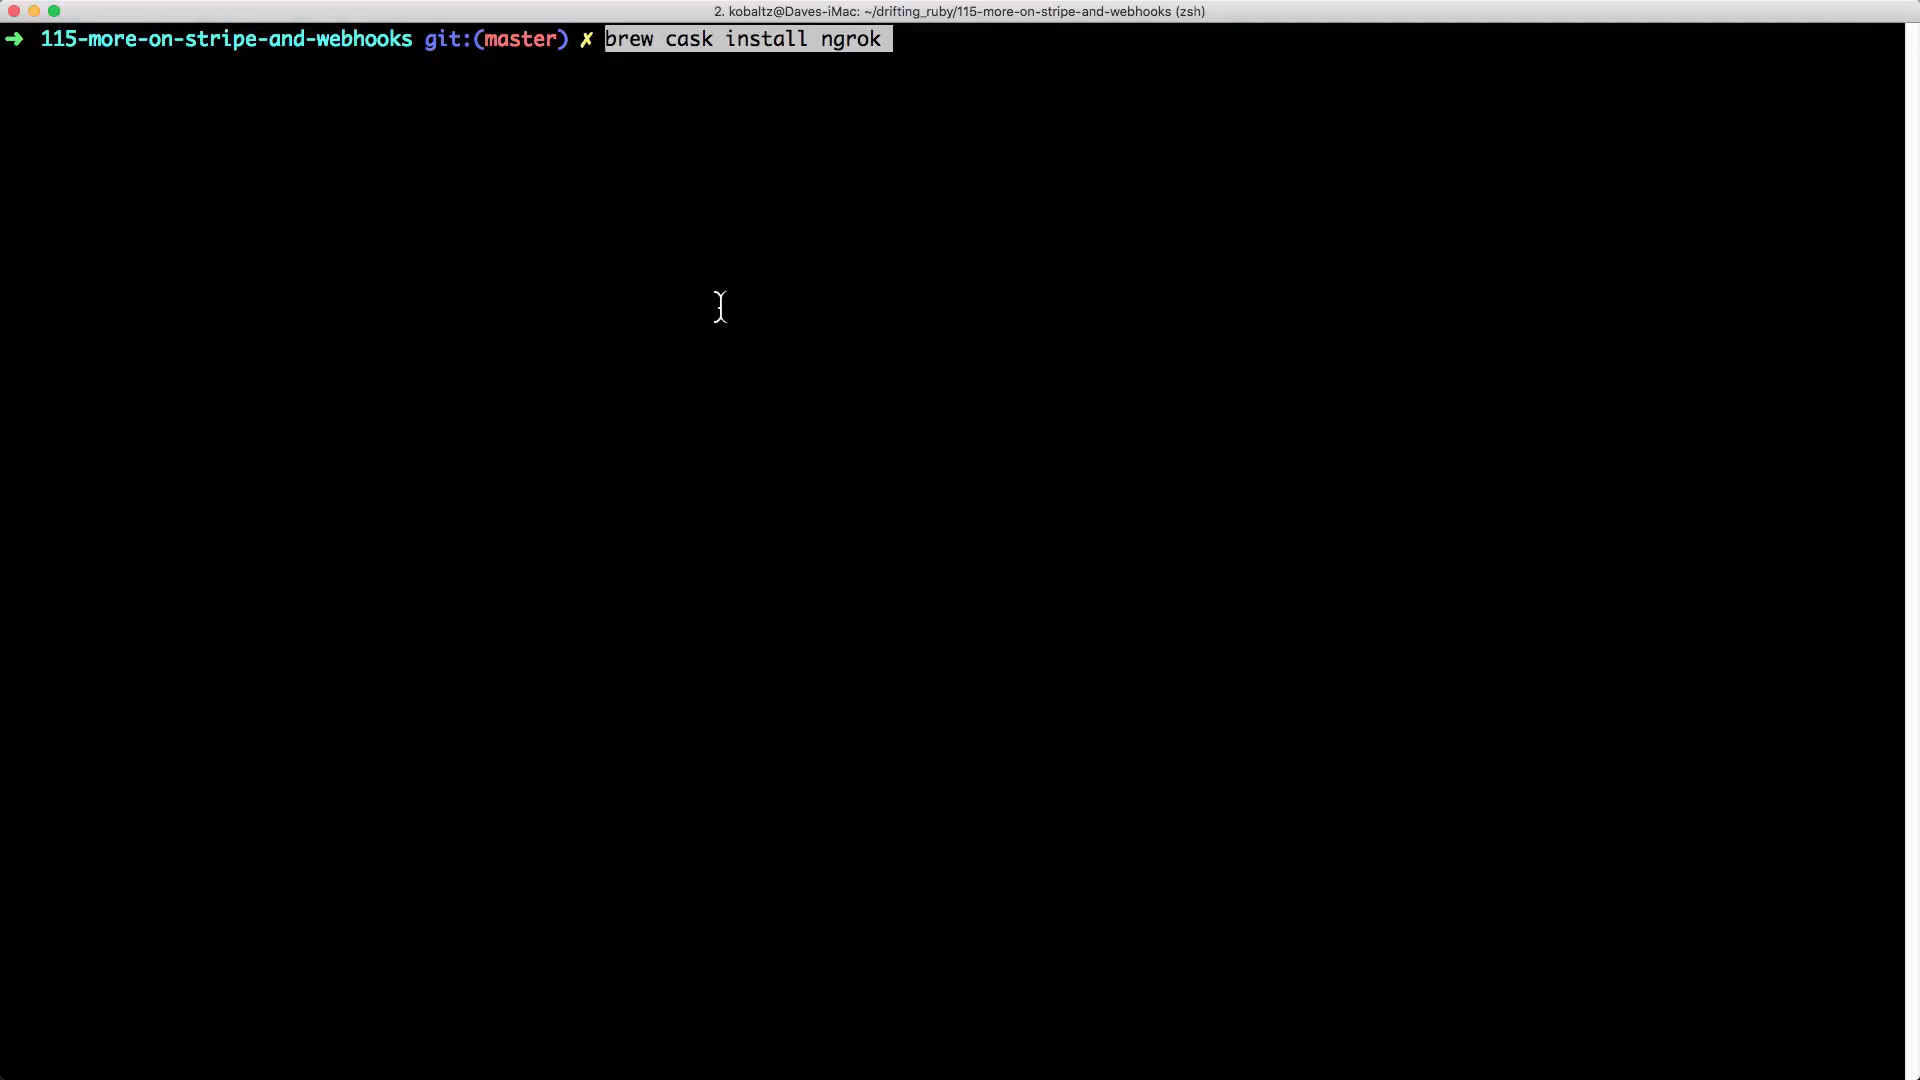 2. kobaltz@Daves-iMac: ~/drifting_ruby/115-more-on-stripe-and-webhooks (zsh)
➜ 115-more-on-stripe-and-webhooks git:(master) ✗ brew cask install ngrok